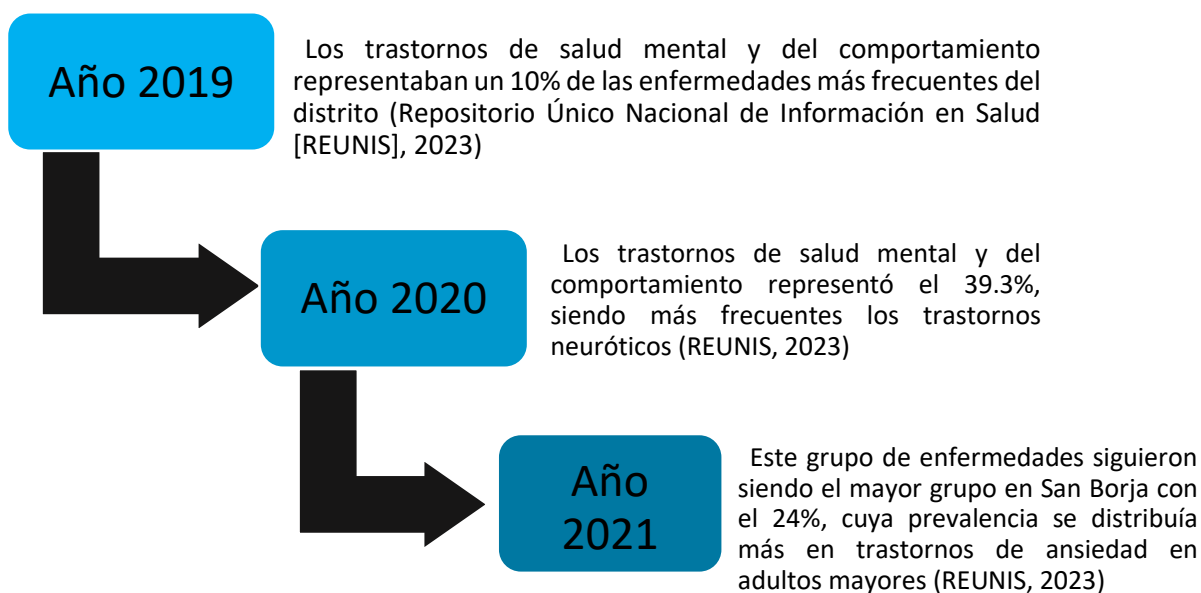 Año 2019
Los trastornos de salud mental y del comportamiento
representaban un 10% de las enfermedades más frecuentes del
distrito (Repositorio Único Nacional de Información en Salud
[REUNIS], 2023)
Año 2020
Los trastornos de salud mental y del
comportamiento representó el 39.3%,
siendo más frecuentes los trastornos
neuróticos (REUNIS, 2023)
Año
2021
Este grupo de enfermedades siguieron
siendo el mayor grupo en San Borja con
el 24%, cuya prevalencia se distribuía
más en trastornos de ansiedad en
adultos mayores (REUNIS, 2023)